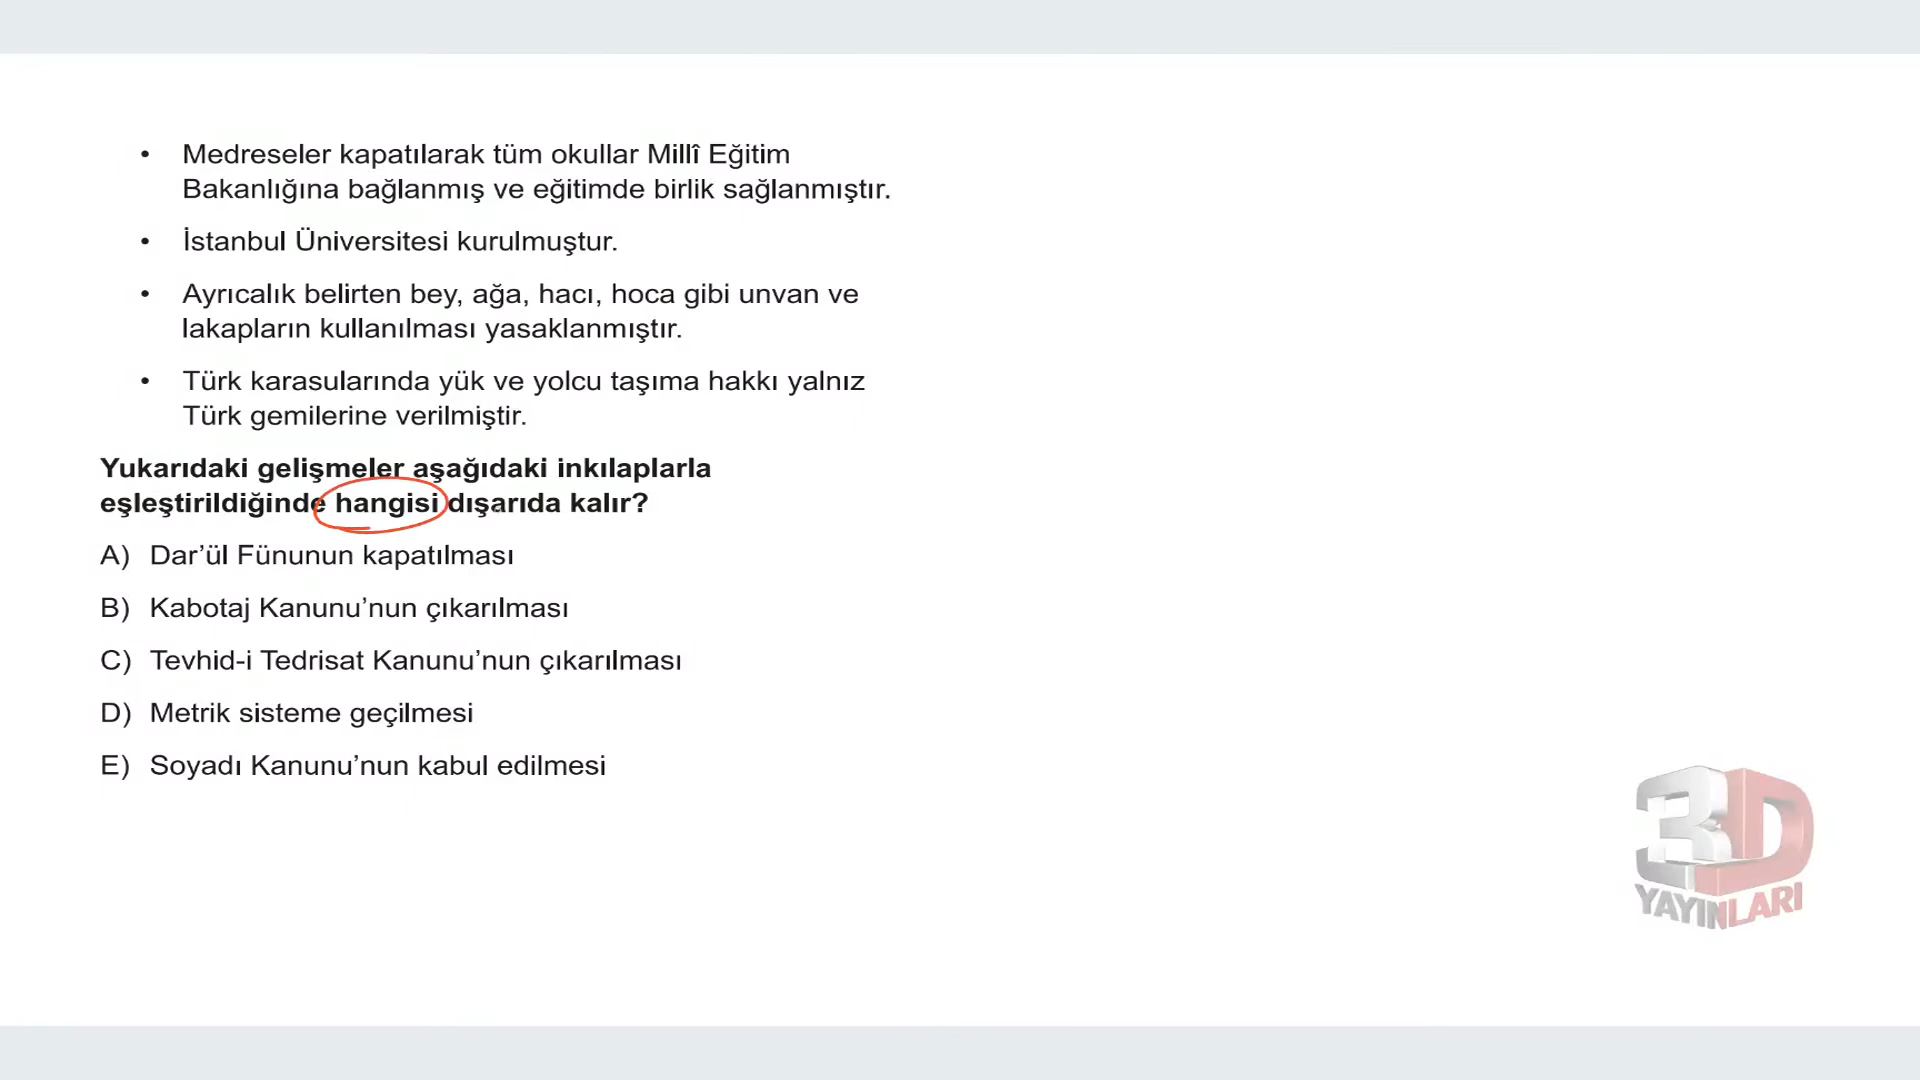 • Medreseler kapatılarak tüm okullar Millî Eğitim
Bakanlığına bağlanmış ve eğitimde birlik sağlanmıştır.
• İstanbul Üniversitesi kurulmuştur.
• Ayrıcalık belirten bey, ağa, hacı, hoca gibi unvan ve
lakapların kullanılması yasaklanmıştır.
• Türk karasularında yük ve yolcu taşıma hakkı yalnız
Türk gemilerine verilmiştir.
Yukarıdaki gelişmeler aşağıdaki inkılaplarla
eşleştirildiğinde hangisi dışarıda kalır?
A) Dar’ül Fünunun kapatılması
B) Kabotaj Kanunu’nun çıkarılması
C) Tevhid-i Tedrisat Kanunu’nun çıkarılması
D) Metrik sisteme geçilmesi
E) Soyadı Kanunu’nun kabul edilmesi
3D
YAYINLARI